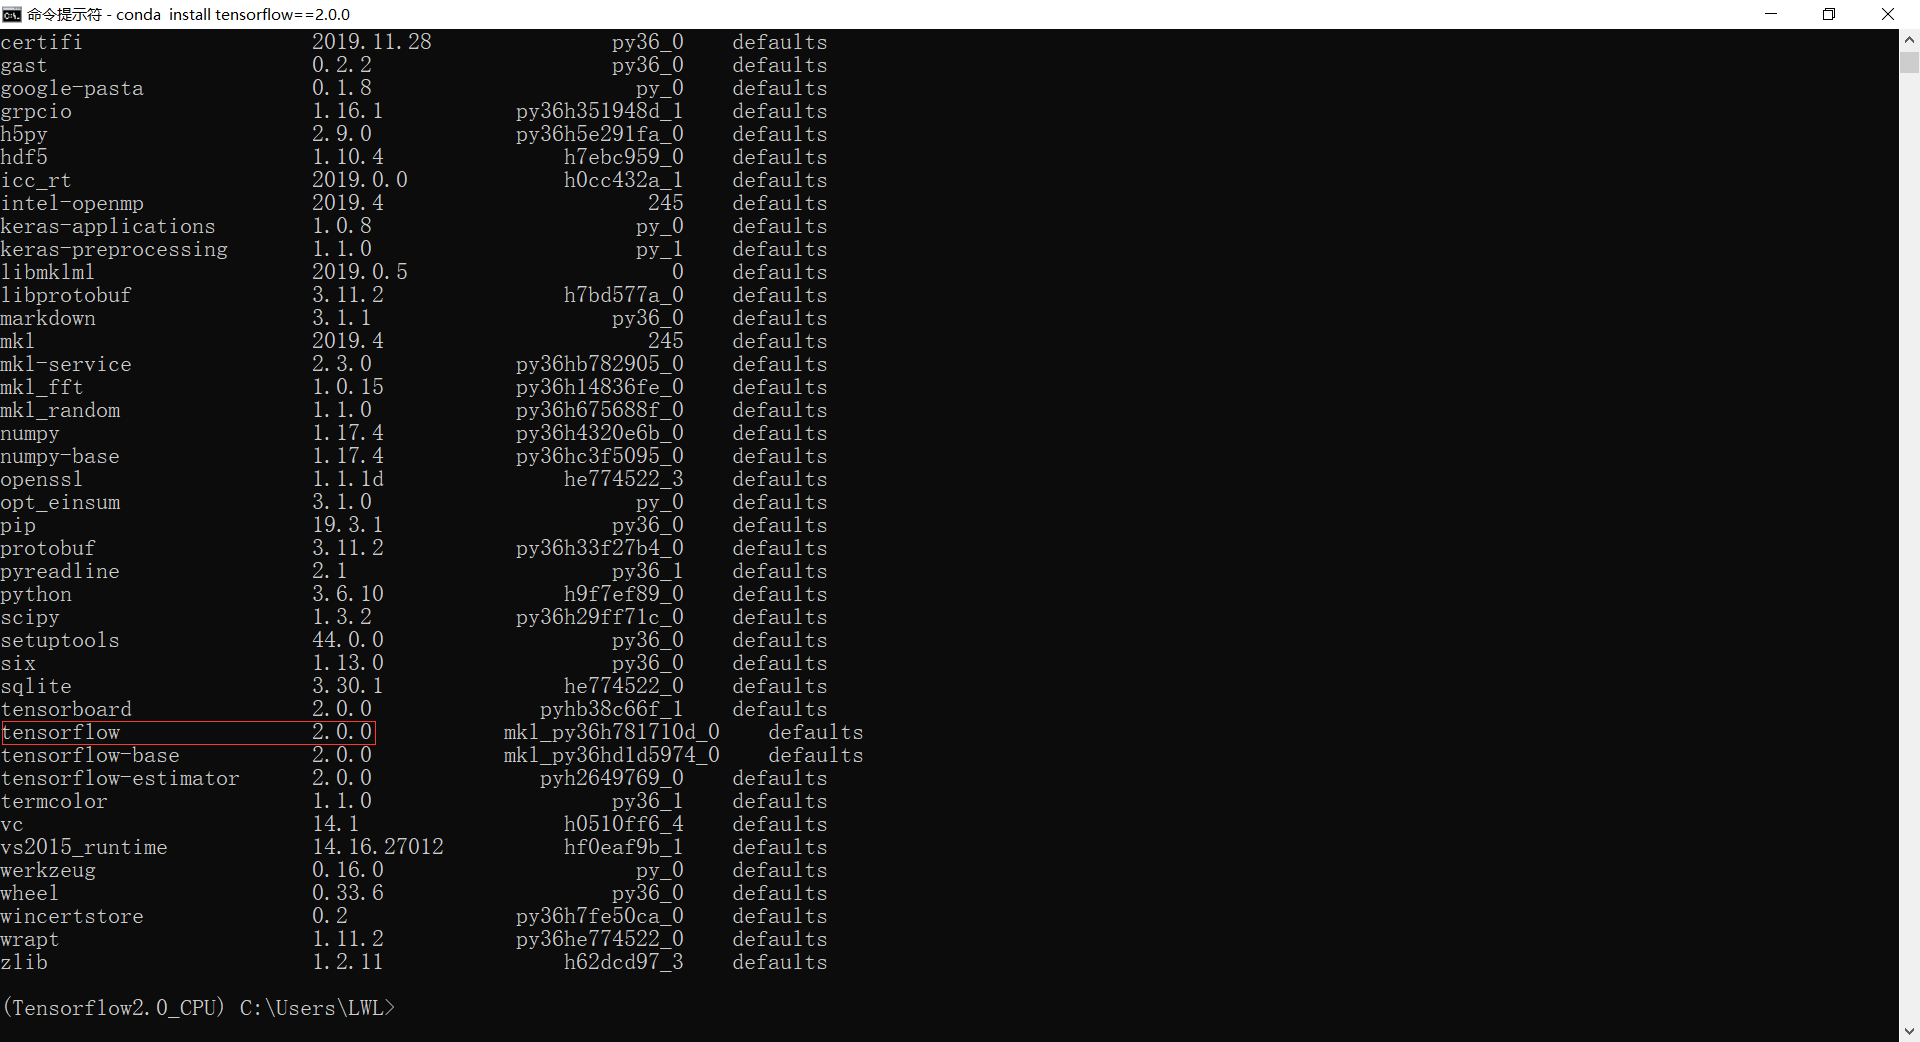 命令提示符 - conda  install tensorflow==2.0.0
certifi 2019.11.28 py36_0 defaults
gast 0.2.2 py36_0 defaults
google-pasta 0.1.8 py_0 defaults
grpcio 1.16.1 py36h351948d_1 defaults
h5py 2.9.0 py36h5e291fa_0 defaults
hdf5 1.10.4 h7ebc959_0 defaults
icc_rt 2019.0.0 h0cc432a_1 defaults
intel-openmp 2019.4 245 defaults
keras-applications 1.0.8 py_0 defaults
keras-preprocessing 1.1.0 py_1 defaults
libmklml 2019.0.5 0 defaults
libprotobuf 3.11.2 h7bd577a_0 defaults
markdown 3.1.1 py36_0 defaults
mkl 2019.4 245 defaults
mkl-service 2.3.0 py36hb782905_0 defaults
mkl_fft 1.0.15 py36h14836fe_0 defaults
mkl_random 1.1.0 py36h675688f_0 defaults
numpy 1.17.4 py36h4320e6b_0 defaults
numpy-base 1.17.4 py36hc3f5095_0 defaults
openssl 1.1.1d he774522_3 defaults
opt_einsum 3.1.0 py_0 defaults
pip 19.3.1 py36_0 defaults
protobuf 3.11.2 py36h33f27b4_0 defaults
pyreadline 2.1 py36_1 defaults
python 3.6.10 h9f7ef89_0 defaults
scipy 1.3.2 py36h29ff71c_0 defaults
setuptools 44.0.0 py36_0 defaults
six 1.13.0 py36_0 defaults
sqlite 3.30.1 he774522_0 defaults
tensorboard 2.0.0 pyhb38c66f_1 defaults
tensorflow 2.0.0 mkl_py36h781710d_0 defaults
tensorflow-base 2.0.0 mkl_py36hd1d5974_0 defaults
tensorflow-estimator 2.0.0 pyh2649769_0 defaults
termcolor 1.1.0 py36_1 defaults
vc 14.1 h0510ff6_4 defaults
vs2015_runtime 14.16.27012 hf0eaf9b_1 defaults
werkzeug 0.16.0 py_0 defaults
wheel 0.33.6 py36_0 defaults
wincertstore 0.2 py36h7fe50ca_0 defaults
wrapt 1.11.2 py36he774522_0 defaults
zlib 1.2.11 h62dcd97_3 defaults
(Tensorflow2.0_CPU) C:\Users\LWL>